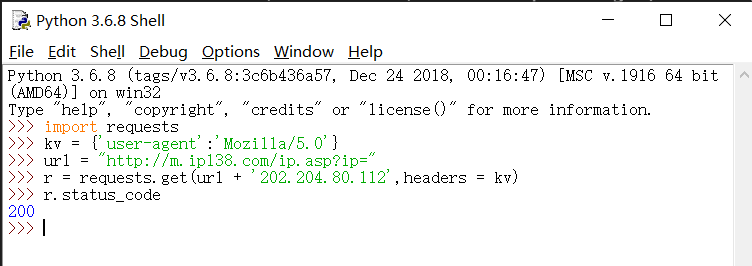 Python 3.6.8 Shell
File Edit Shell Debug Options Window Help
Python 3.6.8 (tags/v3.6.8:3c6b436a57, Dec 24 2018, 00:16:47) [MSC v.1916 64 bit
(AMD64)] on win32
Type "help", "copyright", "credits" or "license()" for more information.
>>> import requests
>>> kv = {'user-agent':'Mozilla/5.0'}
>>> url = "http://m.ip138.com/ip.asp?ip="
>>> r = requests.get(url + '202.204.80.112',headers = kv)
>>> r.status_code
200
>>>